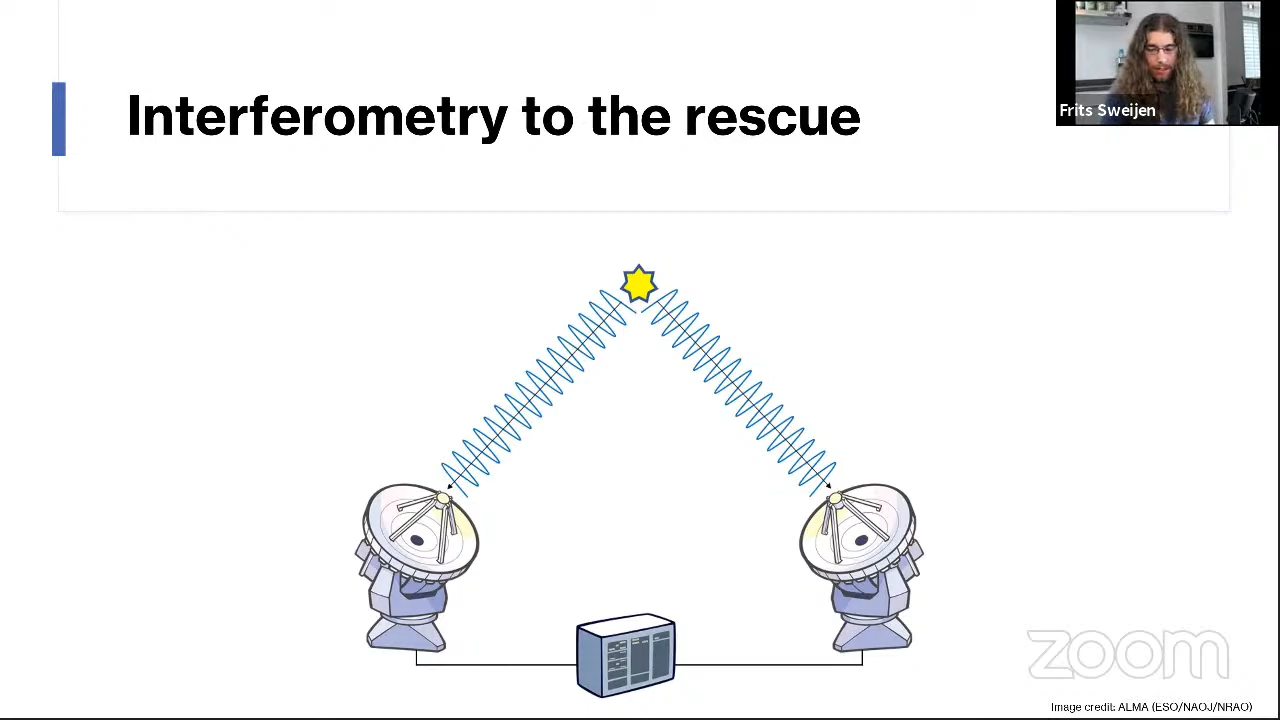 Interferometry to the rescue
Frits Sweijen
zoom
Image credit: ALMA (ESO/NAOJ/NRAO)